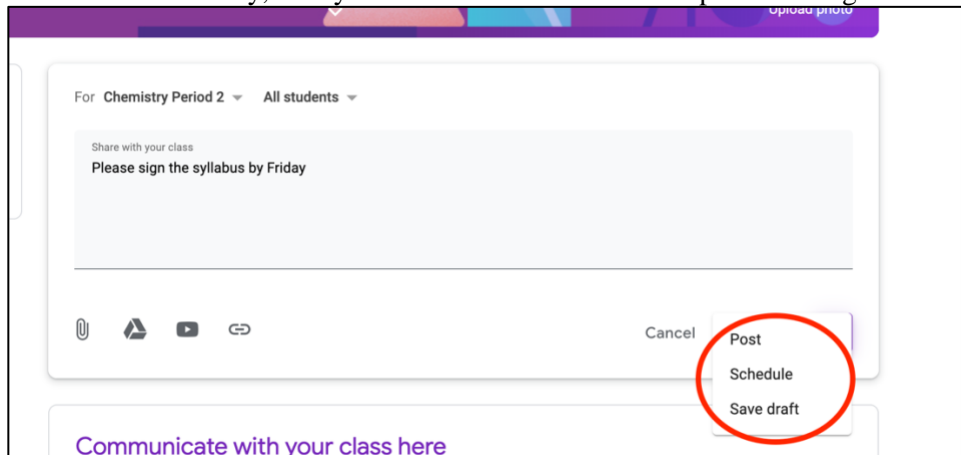 Upload photo
For Chemistry Period 2 All students
Share with your class
Please sign the syllabus by Friday
Cancel
Post
Schedule
Save draft
Communicate with your class here